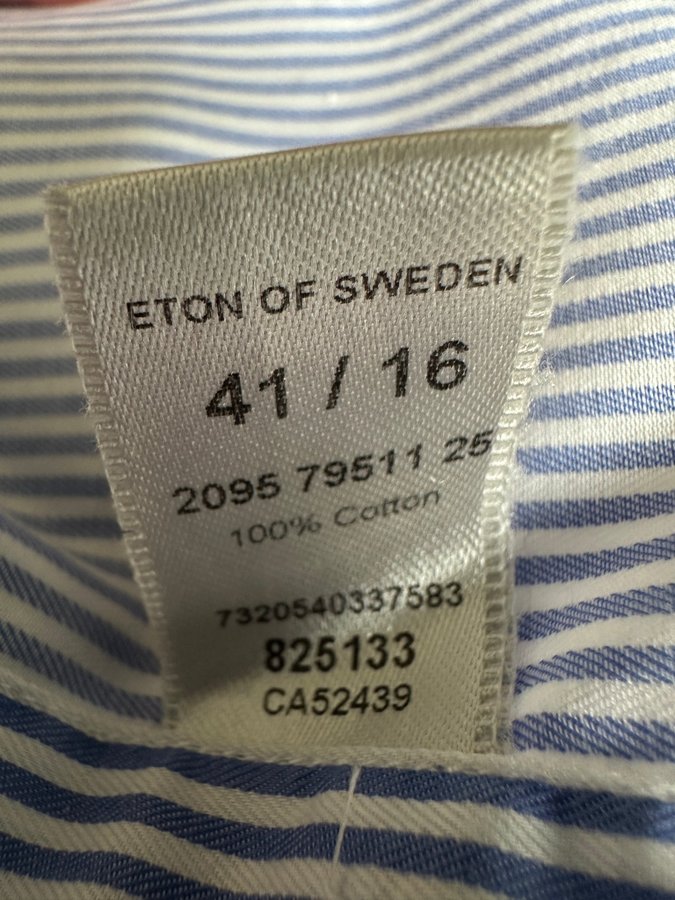 ETON OF SWEDEN
41 / 16
2095 79511 25
100% Cotton
7320540337583
825133
CA52439